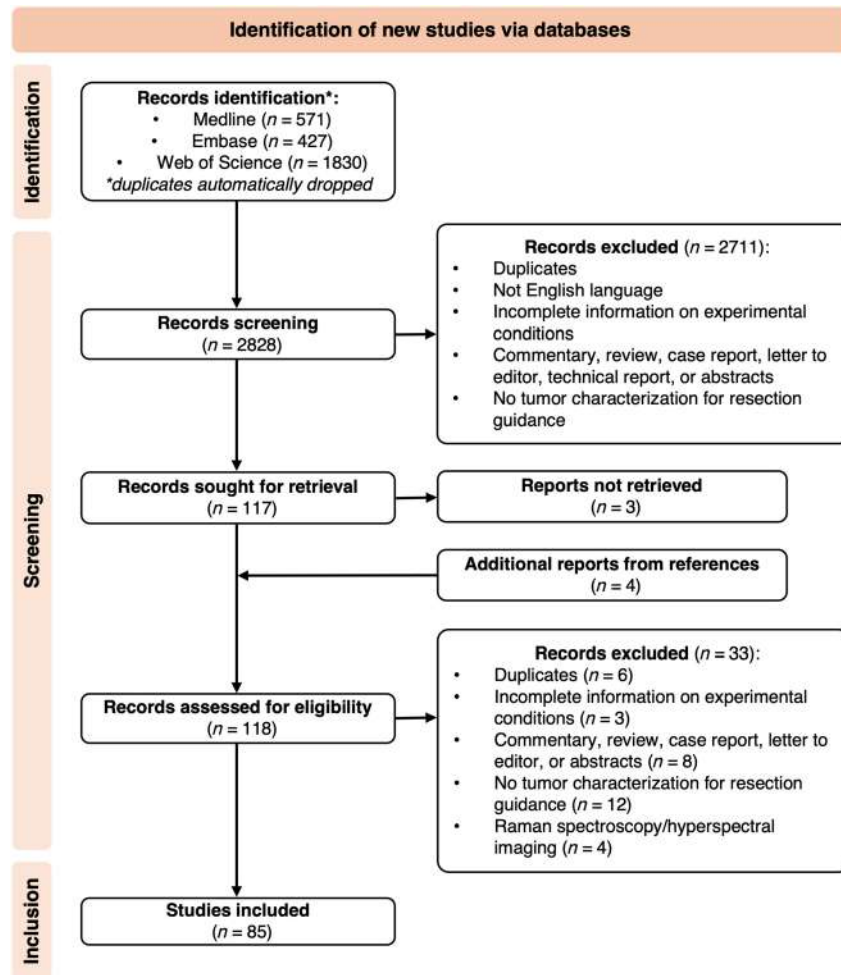 Identification of new studies via databases
Identification
Records identification*:
• Medline (n = 571)
• Embase (n = 427)
• Web of Science (n = 1830)
*duplicates automatically dropped
Screening
Records excluded (n = 2711):
• Duplicates
• Not English language
• Incomplete information on experimental
conditions
• Commentary, review, case report, letter to
editor, technical report, or abstracts
• No tumor characterization for resection
guidance
Records screening
(n = 2828)
Records sought for retrieval
(n = 117)
Reports not retrieved
(n = 3)
Additional reports from references
(n = 4)
Records assessed for eligibility
(n = 118)
Records excluded (n = 33):
• Duplicates (n = 6)
• Incomplete information on experimental
conditions (n = 3)
• Commentary, review, case report, letter to
editor, or abstracts (n = 8)
• No tumor characterization for resection
guidance (n = 12)
• Raman spectroscopy/hyperspectral
imaging (n = 4)
Inclusion
Studies included
(n = 85)